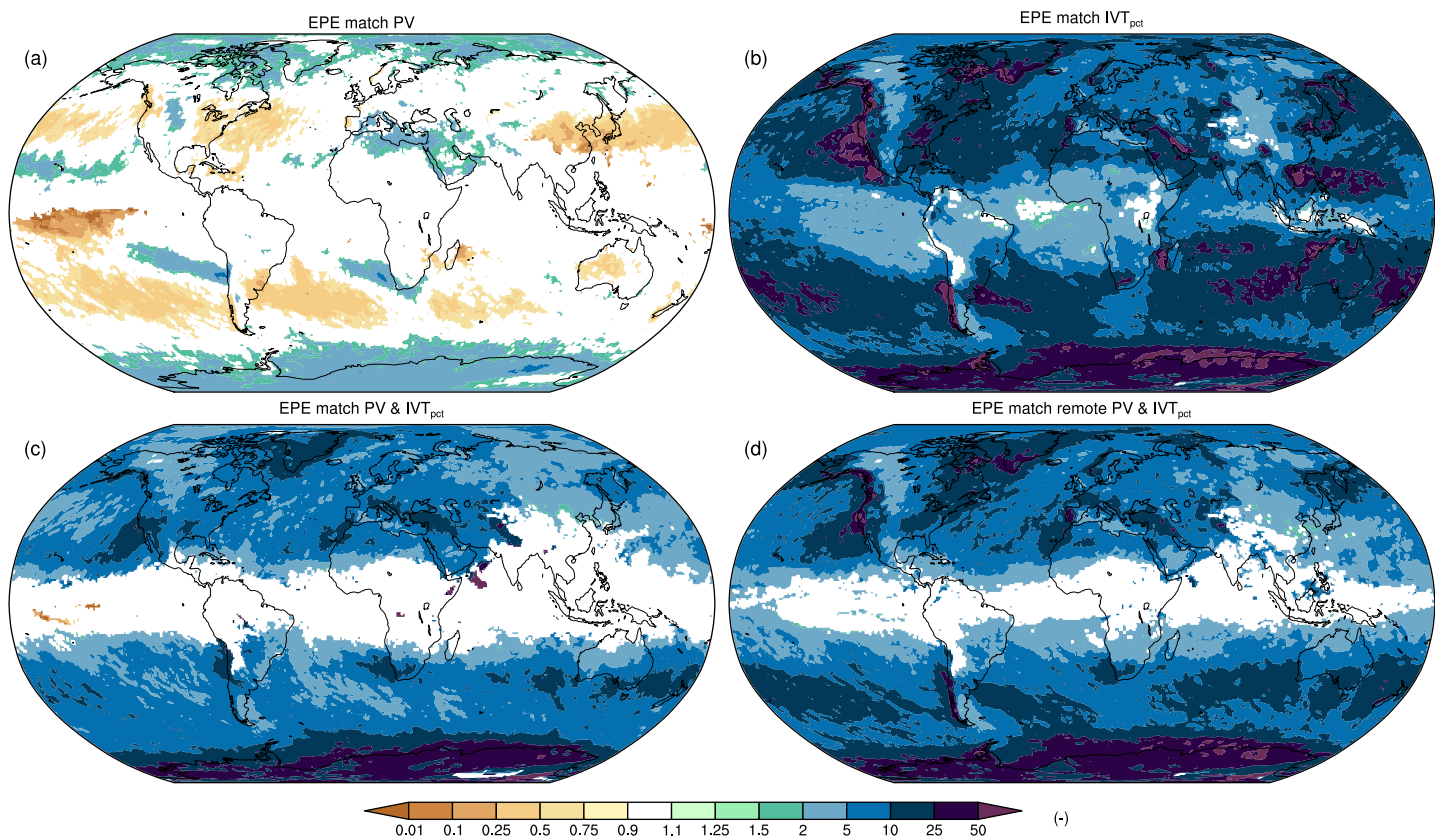 EPE match PV
EPE match IVTpct
(a)
(b)
EPE match PV & IVTpct
EPE match remote PV & IVTpct
(c)
(d)
0.01 0.1 0.25 0.5 0.75 0.9 1.1 1.25 1.5 2 5 10 25 50 (-)